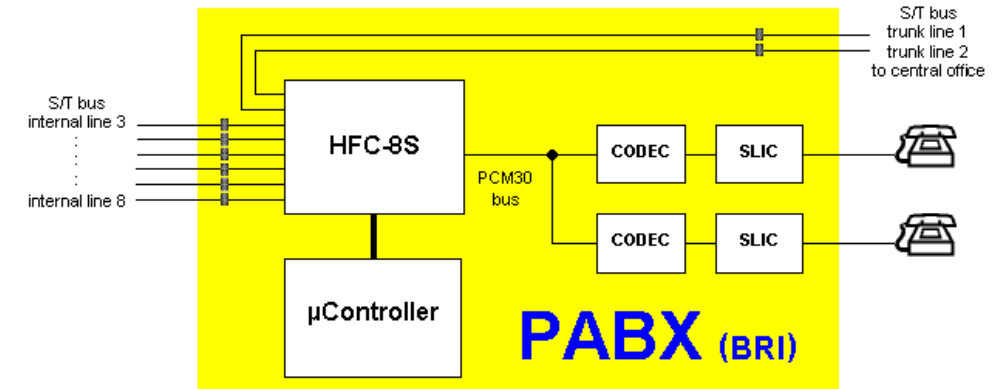 S/T bus
trunk line 1
trunk line 2
to central office
S/T bus
internal line 3
internal line 8
HFC-8S
PCM30
bus
CODEC
SLIC
CODEC
SLIC
µController
PABX (BRI)